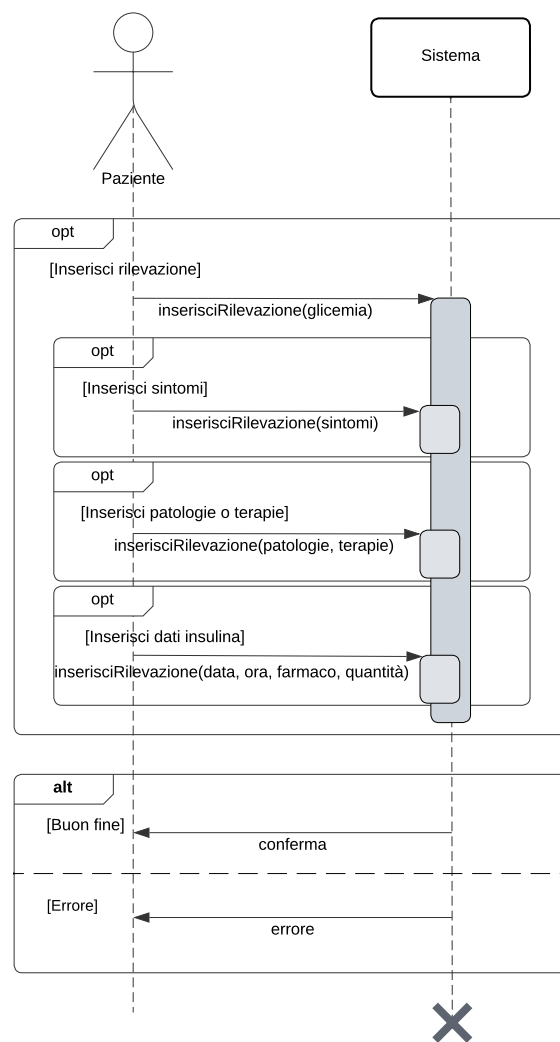 Sistema
Paziente
opt
[Inserisci rilevazione]
inserisciRilevazione(glicemia)
opt
[Inserisci sintomi]
inserisciRilevazione(sintomi)
opt
[Inserisci patologie o terapie]
inserisciRilevazione(patologie, terapie)
opt
[Inserisci dati insulina]
inserisciRilevazione(data, ora, farmaco, quantità)
alt
[Buon fine]
conferma
[Errore]
errore